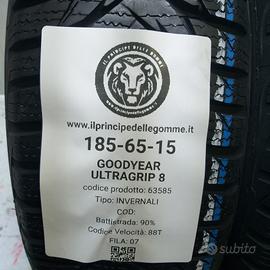 IL PRINCIPE DELLE GOMME
www.ilprincipedellegomme.it
185-65-15
GOODYEAR
ULTRAGRIP 8
codice prodotto: 63585
Tipo: INVERNALI
COD:
Battistrada: 90%
Codice Velocità: 88T
FILA: 07
subito